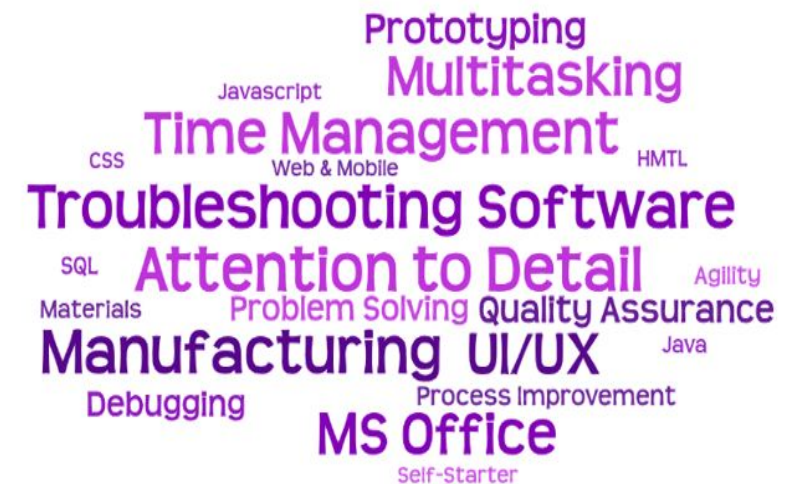 Prototyping
Multitasking
Javascript
Time Management
CSS
Web & Mobile
HMTL
Troubleshooting Software
SQL
Attention to Detail
Agility
Materials
Problem Solving
Quality Assurance
Manufacturing
UI/UX
Java
Debugging
Process Improvement
MS Office
Self-Starter